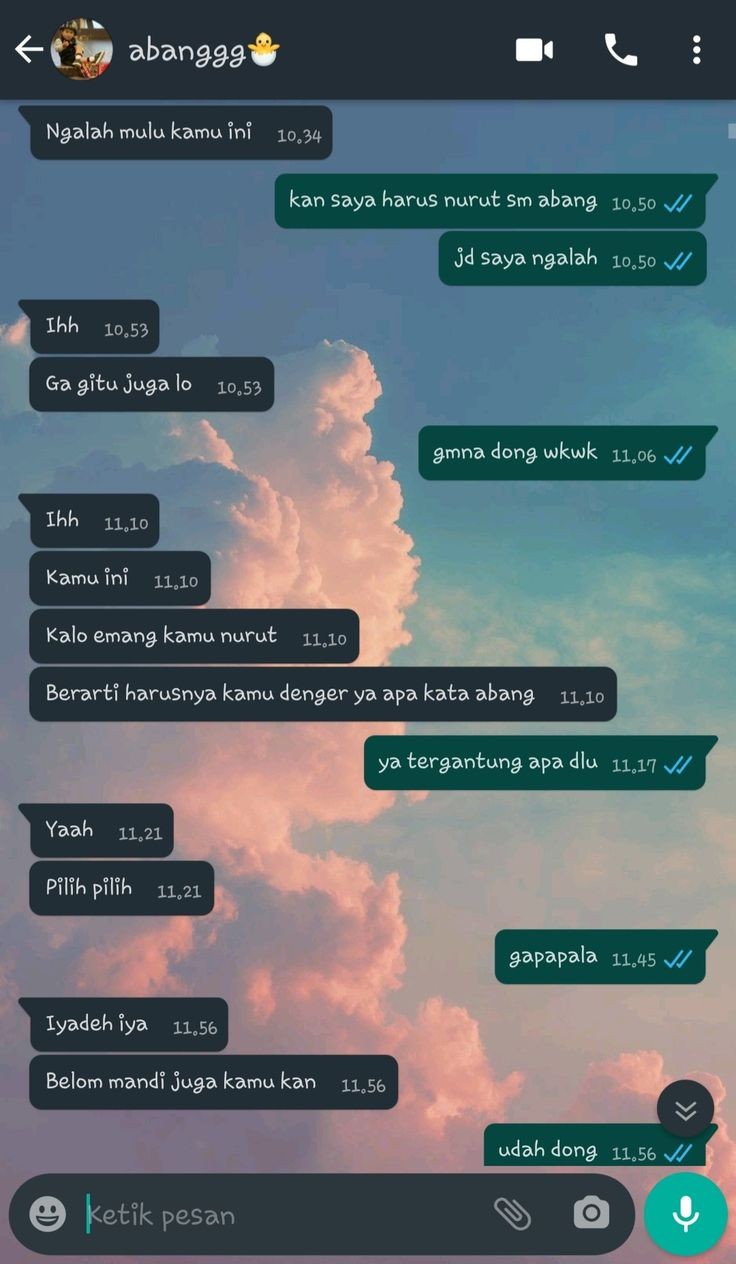 abanggg🐣
Ngalah mulu kamu ini 10.34
kan saya harus nurut sm abang 10.50
jd saya ngalah 10.50
Ihh 10.53
Ga gitu juga lo 10.53
gmna dong wkwk 11.06
Ihh 11.10
Kamu ini 11.10
Kalo emang kamu nurut 11.10
Berarti harusnya kamu denger ya apa kata abang 11.10
ya tergantung apa dlu 11.17
Yaah 11.21
Pilih pilih 11.21
gapapala 11.45
Iyadeh iya 11.56
Belom mandi juga kamu kan 11.56
udah dong 11.56
Ketik pesan